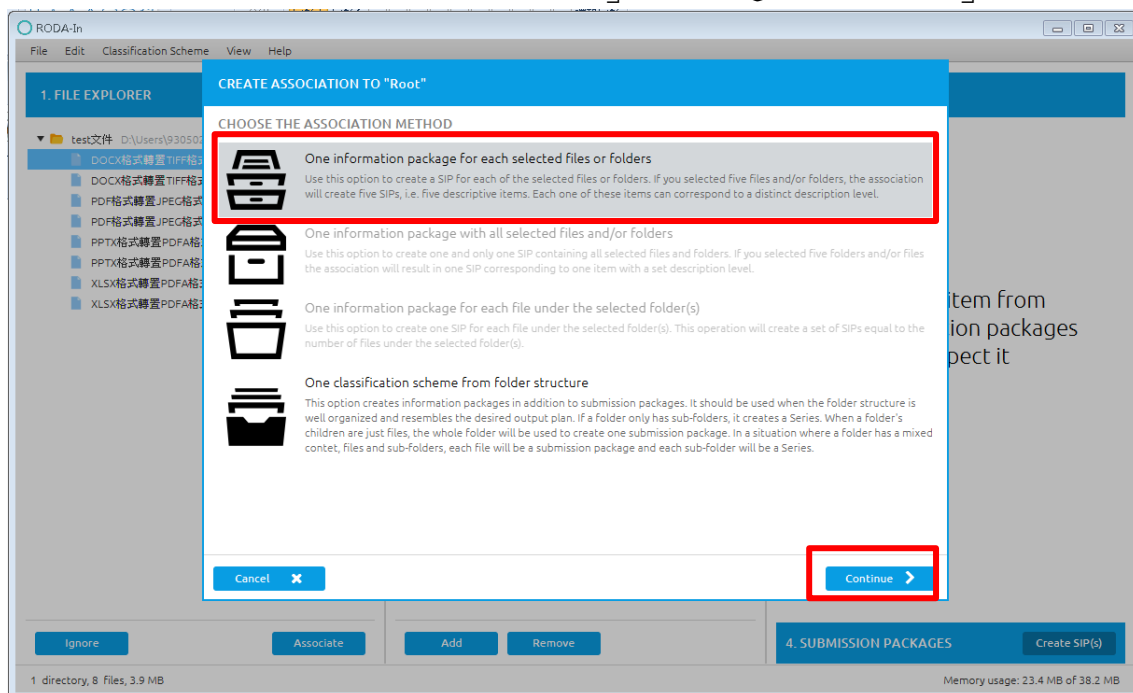 RODA-In
File Edit Classification Scheme View Help
1. FILE EXPLORER
test文件 D:\Users\930502
DOCX格式轉置TIFF格式
DOCX格式轉置TIFF格式
PDF格式轉置JPEG格式
PDF格式轉置JPEG格式
PPTX格式轉置PDFA格
PPTX格式轉置PDFA格
XLSX格式轉置PDFA格
XLSX格式轉置PDFA格
CREATE ASSOCIATION TO "Root"
CHOOSE THE ASSOCIATION METHOD
One information package for each selected files or folders
Use this option to create a SIP for each of the selected files or folders. If you selected five files and/or folders, the association
will create five SIPs, i.e. five descriptive items. Each one of these items can correspond to a distinct description level.
One information package with all selected files and/or folders
Use this option to create one and only one SIP containing all selected files and folders. If you selected five folders and/or files
the association will result in one SIP corresponding to one item with a set description level.
One information package for each file under the selected folder(s)
Use this option to create one SIP for each file under the selected folder(s). This operation will create a set of SIPs equal to the
number of files under the selected folder(s).
One classification scheme from folder structure
This option creates information packages in addition to submission packages. It should be used when the folder structure is
well organized and resembles the desired output plan. If a folder only has sub-folders, it creates a Series. When a folder's
children are just files, the whole folder will be used to create one submission package. In a situation where a folder has a mixed
contet, files and sub-folders, each file will be a submission package and each sub-folder will be a Series.
Cancel
Continue
item from
ion packages
pect it
Ignore
Associate
Add
Remove
4. SUBMISSION PACKAGES
Create SIP(s)
1 directory, 8 files, 3.9 MB
Memory usage: 23.4 MB of 38.2 MB